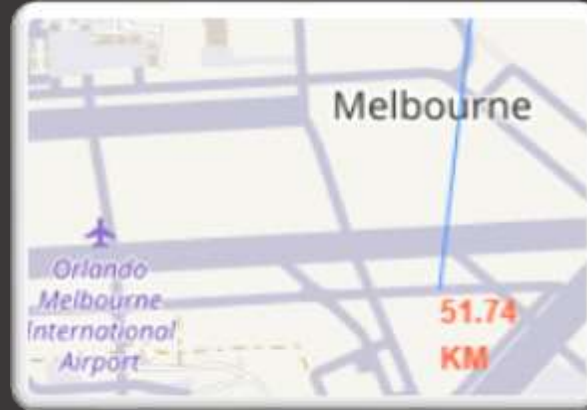 Melbourne
Orlando
Melbourne
International
Airport
51.74
KM